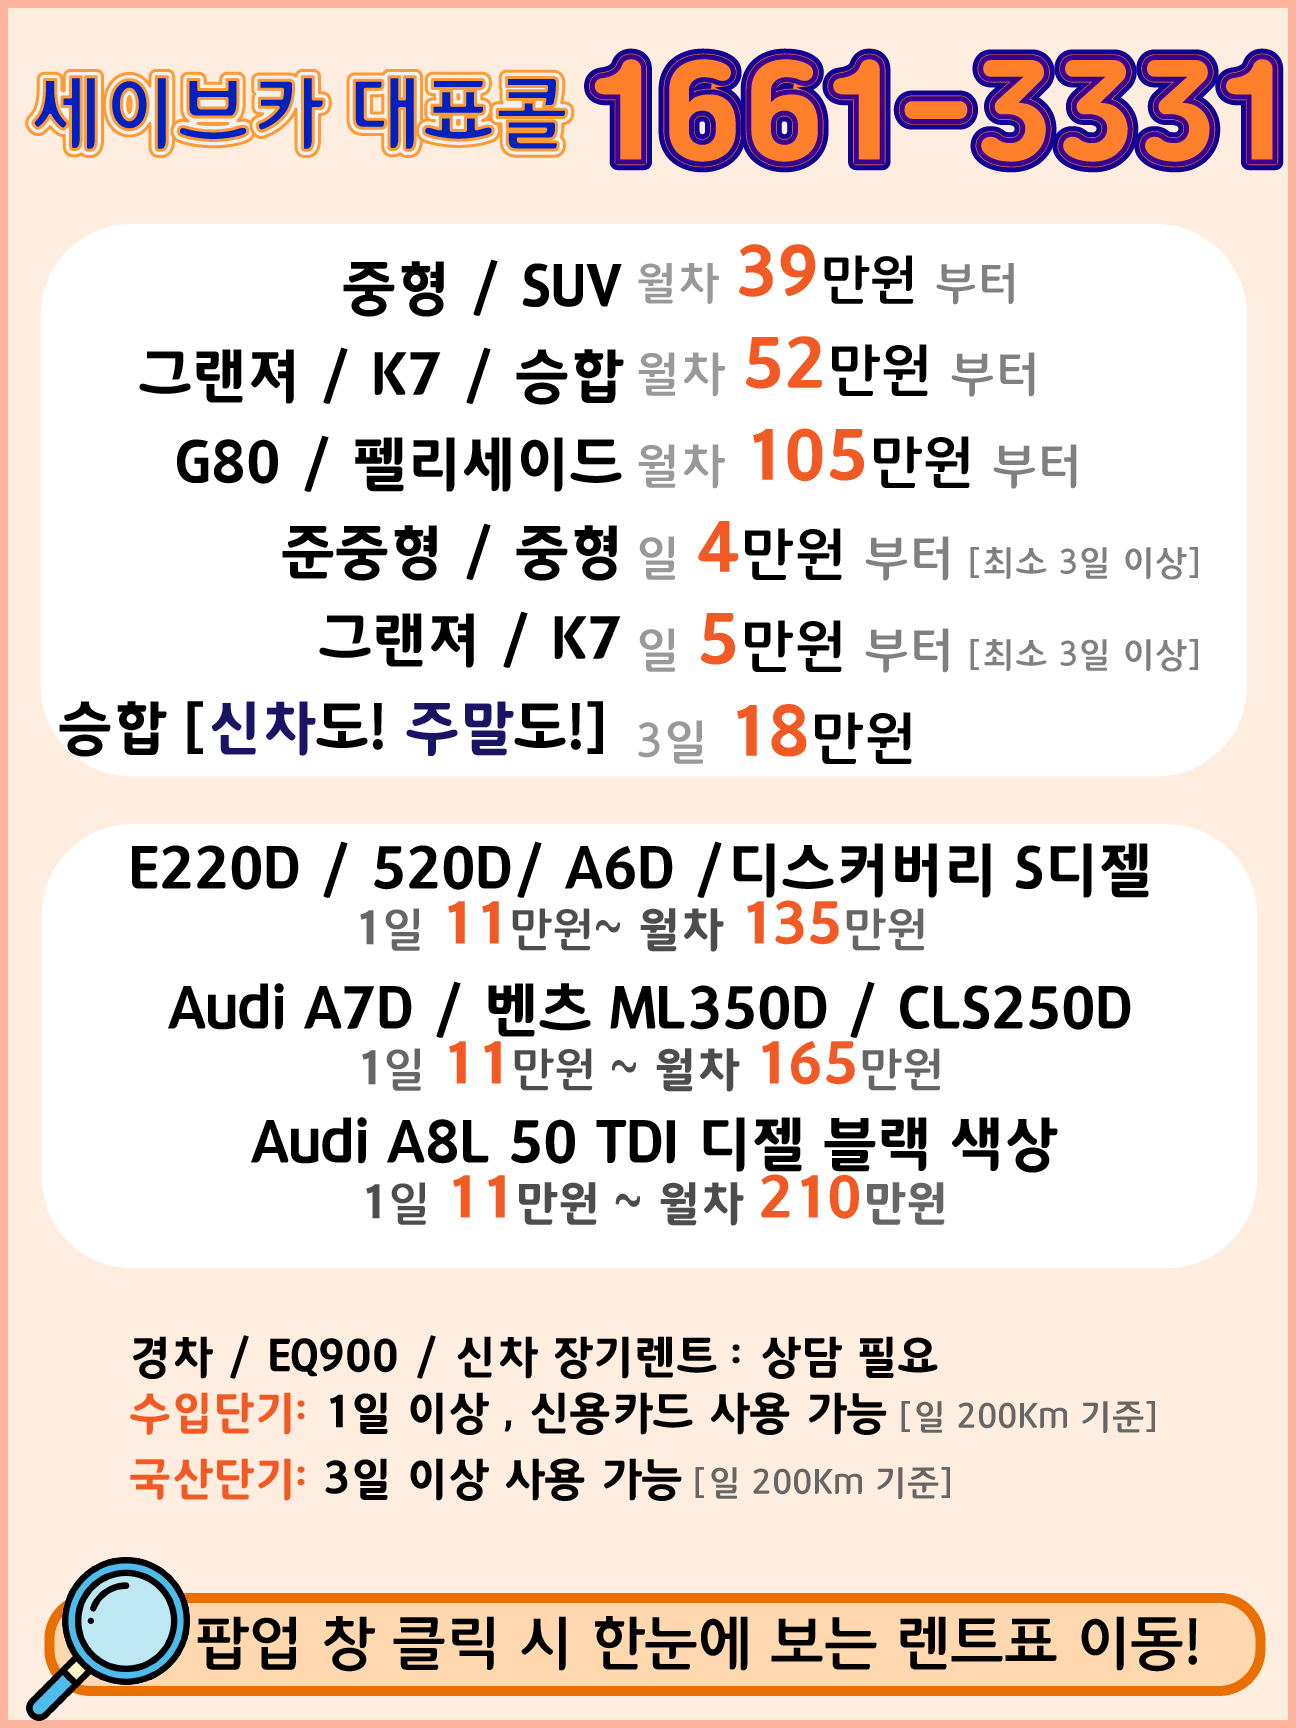 세이브카 대표콜 1661-3331
중형 / SUV 월차 39만원 부터
그랜져 / K7 / 승합 월차 52만원 부터
G80 / 펠리세이드 월차 105만원 부터
준중형 / 중형 일 4만원 부터 [최소 3일 이상]
그랜져 / K7 일 5만원 부터 [최소 3일 이상]
승합 [신차도! 주말도!] 3일 18만원
E220D / 520D/ A6D /디스커버리 S디젤
1일 11만원~ 월차 135만원
Audi A7D / 벤츠 ML350D / CLS250D
1일 11만원 ~ 월차 165만원
Audi A8L 50 TDI 디젤 블랙 색상
1일 11만원 ~ 월차 210만원
경차 / EQ900 / 신차 장기렌트 : 상담 필요
수입단기: 1일 이상 , 신용카드 사용 가능 [일 200Km 기준]
국산단기: 3일 이상 사용 가능 [일 200Km 기준]
팝업 창 클릭 시 한눈에 보는 렌트표 이동!